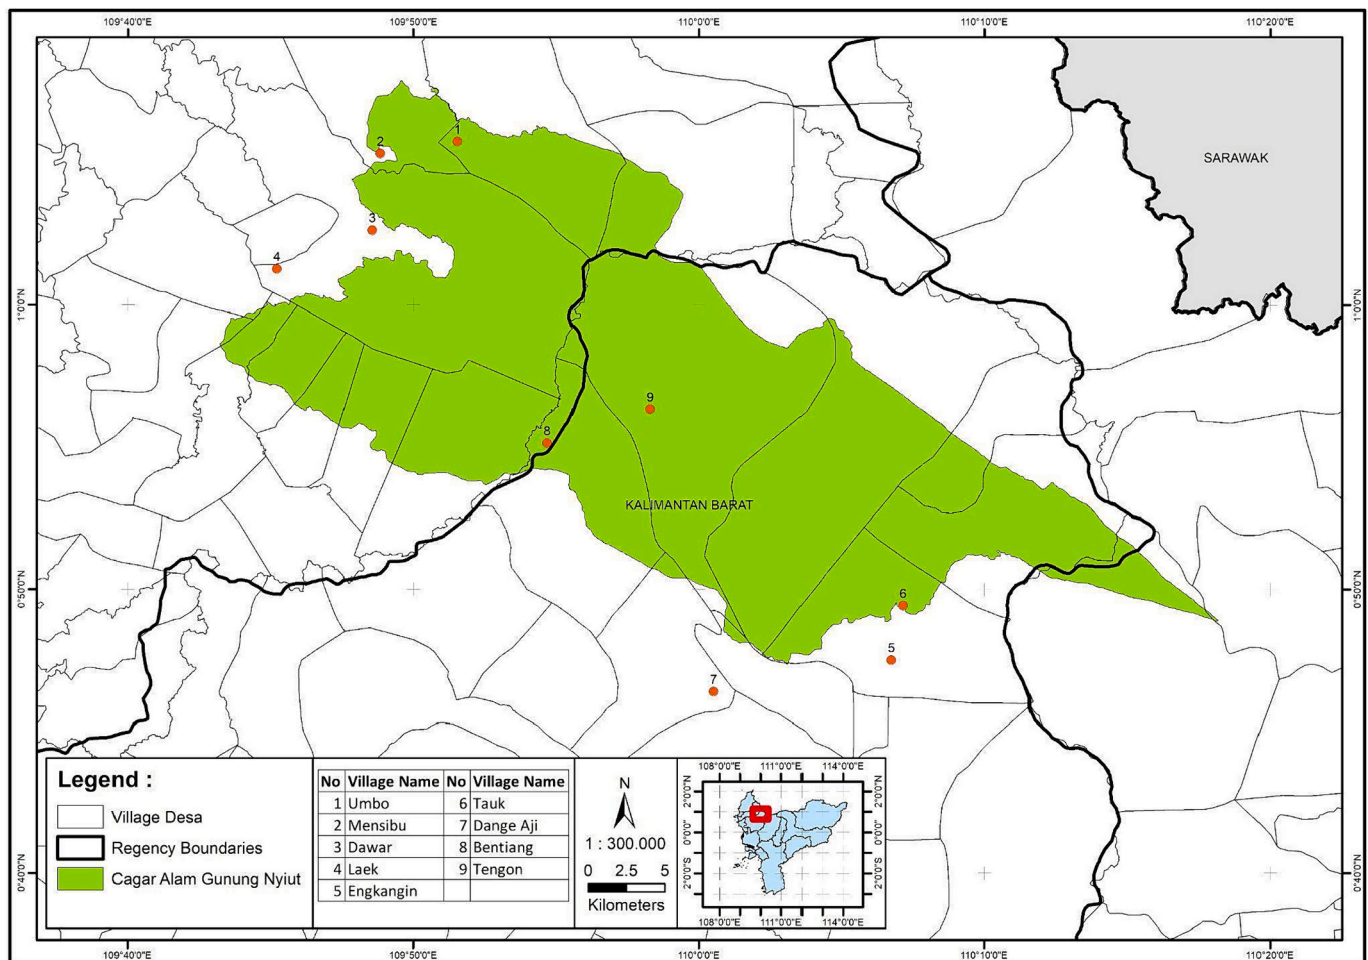 109°40'0"E 109°50'0"E 110°0'0"E 110°10'0"E 110°20'0"E
SARAWAK
1
2
3
4
1°0'0"N 1°0'0"N
9
8
KALIMANTAN BARAT
0°50'0"N 0°50'0"N
6
5
7
0°40'0"N 0°40'0"N
Legend :
Village Desa
Regency Boundaries
Cagar Alam Gunung Nyiut
No Village Name No Village Name
1 Umbo 6 Tauk
2 Mensibu 7 Dange Aji
3 Dawar 8 Bentiang
4 Laek 9 Tengon
5 Engkangin
N
1 : 300.000
0 2.5 5
Kilometers
108°0'0"E 111°0'0"E 114°0'0"E
2°0'0"N 2°0'0"N
0°0'0" 0°0'0"
2°0'0"S 2°0'0"S
108°0'0"E 111°0'0"E 114°0'0"E
109°40'0"E 109°50'0"E 110°0'0"E 110°10'0"E 110°20'0"E